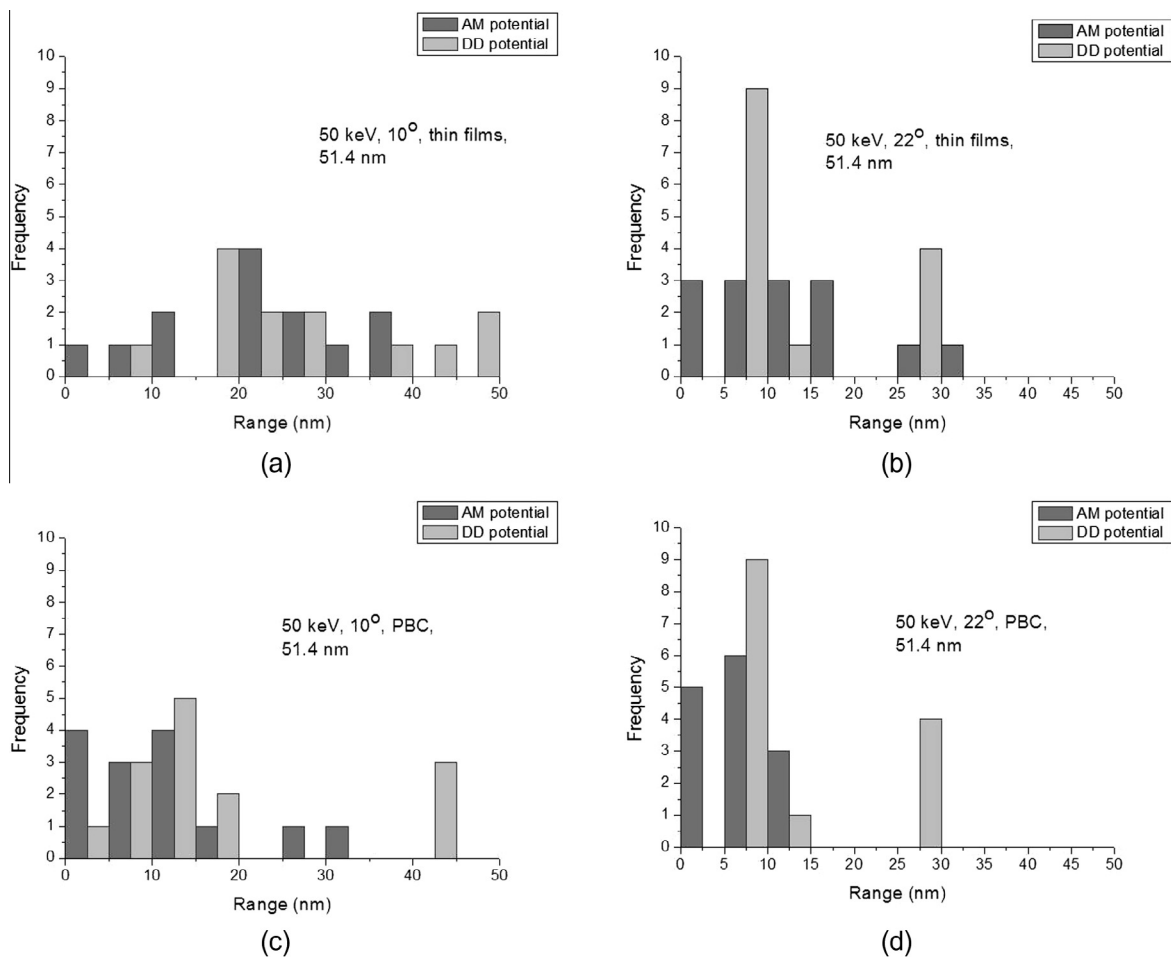 AM potential
DD potential
10
9
8
7
6
5
4
3
2
1
0
Frequency
50 keV, 10°, thin films,
51.4 nm
0 10 20 30 40 50
Range (nm)
(a)
AM potential
DD potential
10
9
8
7
6
5
4
3
2
1
0
Frequency
50 keV, 22°, thin films,
51.4 nm
0 5 10 15 20 25 30 35 40 45 50
Range (nm)
(b)
AM potential
DD potential
10
9
8
7
6
5
4
3
2
1
0
Frequency
50 keV, 10°, PBC,
51.4 nm
0 10 20 30 40 50
Range (nm)
(c)
AM potential
DD potential
10
9
8
7
6
5
4
3
2
1
0
Frequency
50 keV, 22°, PBC,
51.4 nm
0 5 10 15 20 25 30 35 40 45 50
Range (nm)
(d)